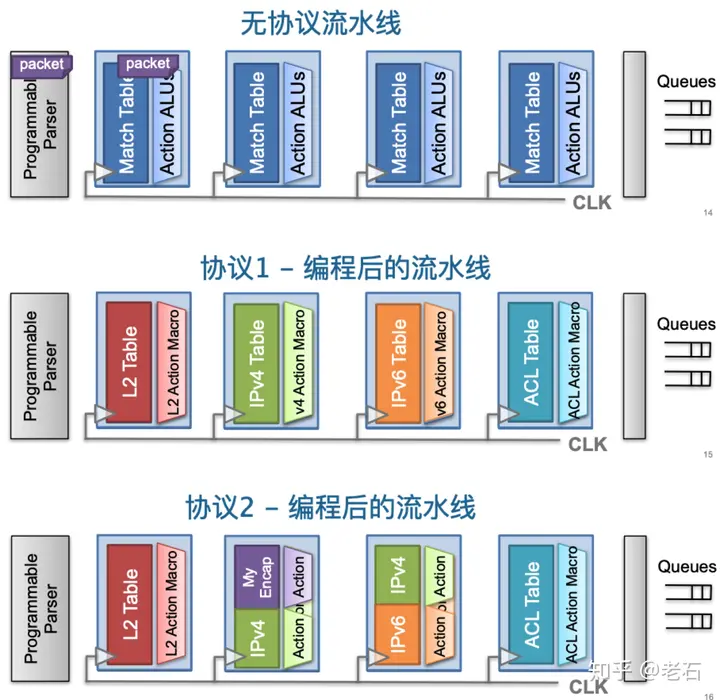 无协议流水线
packet
packet
Programmable
Parser
Match Table
Action ALUs
Match Table
Action ALUs
Match Table
Action ALUs
Match Table
Action ALUs
Queues
CLK
14
协议1 – 编程后的流水线
Programmable
Parser
L2 Table
L2 Action Macro
IPv4 Table
v4 Action Macro
IPv6 Table
v6 Action Macro
ACL Table
ACL Action Macro
Queues
CLK
15
协议2 – 编程后的流水线
Programmable
Parser
L2 Table
L2 Action Macro
My
Encap
IPv4
Action
Action
IPv4
IPv6
Action
Action
ACL Table
ACL Action Macro
Queues
CLK
知乎 @老石
16